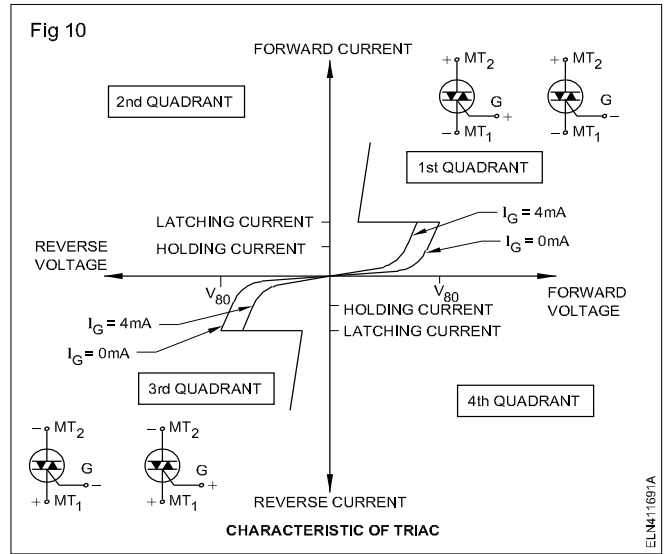 Fig 10
FORWARD CURRENT
+ MT2
+ MT2
2nd QUADRANT
G
+
G
−
− MT1
− MT1
1st QUADRANT
IG = 4mA
LATCHING CURRENT
IG = 0mA
HOLDING CURRENT
REVERSE
VOLTAGE
V80
V80
FORWARD
VOLTAGE
HOLDING CURRENT
IG = 4mA
LATCHING CURRENT
IG = 0mA
3rd QUADRANT
4th QUADRANT
− MT2
− MT2
G
−
G
+
+ MT1
+ MT1
REVERSE CURRENT
CHARACTERISTIC OF TRIAC
ELN411691A